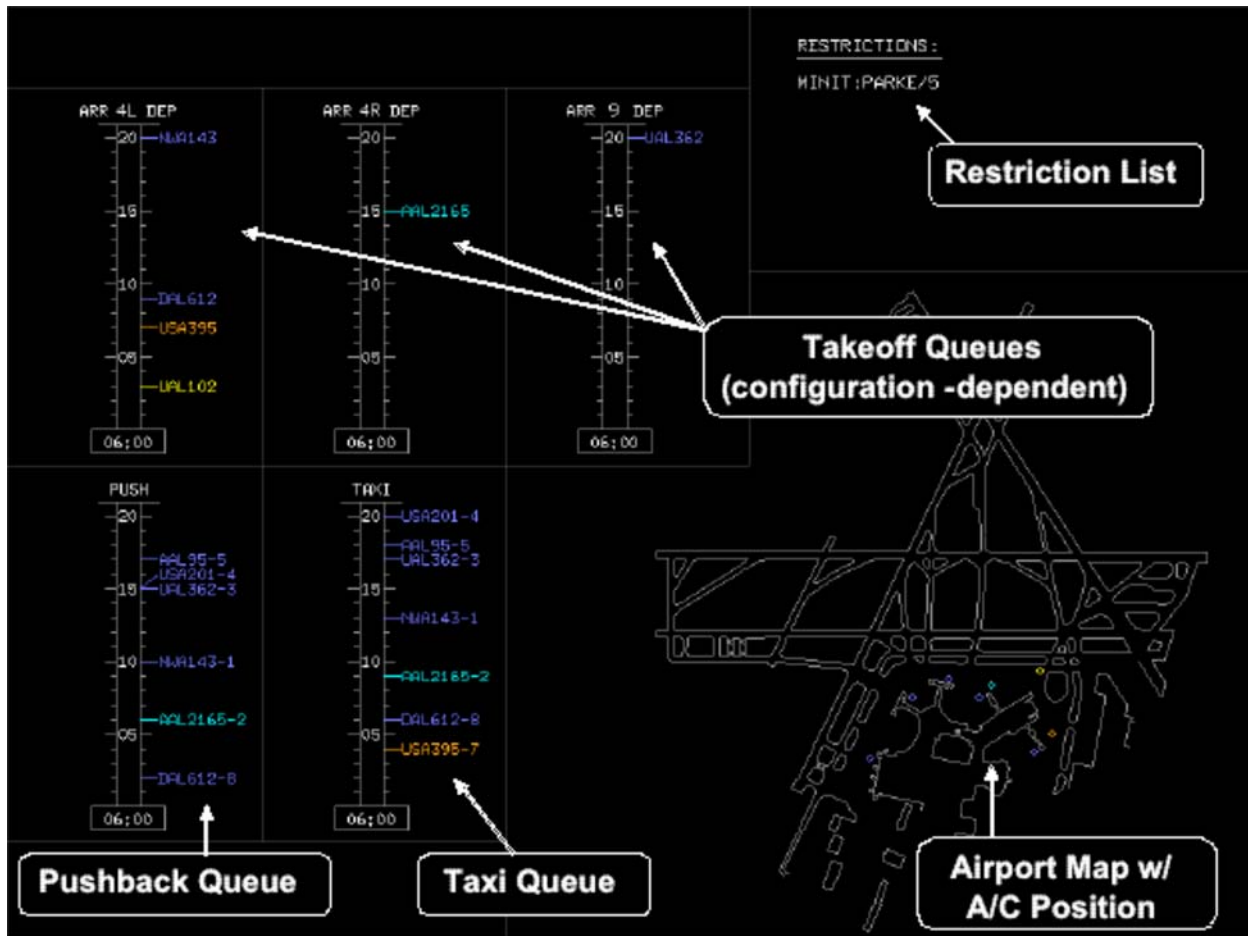 RESTRICTIONS:
MINIT:PARKE/5
Restriction List
ARR 4L DEP
20 NWA143
15
10
DAL612
USA395
05
UAL102
06:00
ARR 4R DEP
20
15 AAL2165
10
05
06:00
ARR 9 DEP
20 UAL362
15
10
05
06:00
Takeoff Queues
(configuration -dependent)
PUSH
20
AAL95-5
USA201-4
15 UAL362-3
10 NWA143-1
AAL2165-2
05
DAL612-8
06:00
TAXI
20 USA201-4
AAL95-5
UAL362-3
15
NWA143-1
10
AAL2165-2
DAL612-8
05
USA395-7
06:00
Pushback Queue
Taxi Queue
Airport Map w/
A/C Position